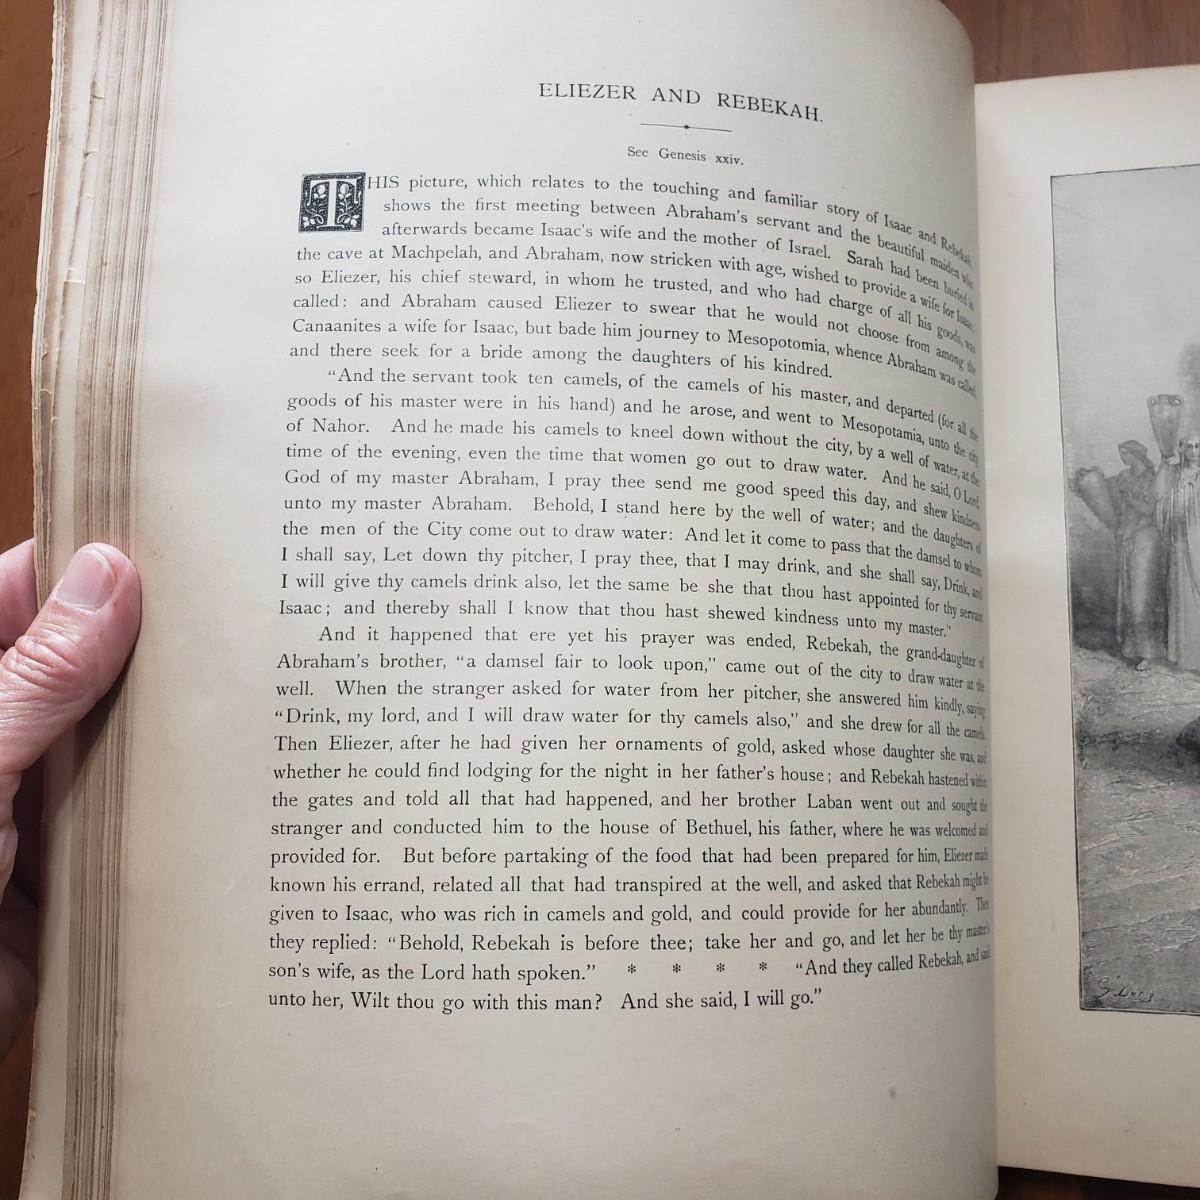 ELIEZER AND REBEKAH.
See Genesis xxiv.
THIS picture, which relates to the touching and familiar story of Isaac and Rebekah,
shows the first meeting between Abraham's servant and the beautiful maiden who
afterwards became Isaac's wife and the mother of Israel. Sarah had been buried in
the cave at Machpelah, and Abraham, now stricken with age, wished to provide a wife for Isaac;
so Eliezer, his chief steward, in whom he trusted, and who had charge of all his goods, was
called: and Abraham caused Eliezer to swear that he would not choose from among the
Canaanites a wife for Isaac, but bade him journey to Mesopotomia, whence Abraham was called,
and there seek for a bride among the daughters of his kindred.
"And the servant took ten camels, of the camels of his master, and departed (for all the
goods of his master were in his hand) and he arose, and went to Mesopotamia, unto the city
of Nahor. And he made his camels to kneel down without the city, by a well of water, at the
time of the evening, even the time that women go out to draw water. And he said, O Lord
God of my master Abraham, I pray thee send me good speed this day, and shew kindness
unto my master Abraham. Behold, I stand here by the well of water; and the daughters of
the men of the City come out to draw water: And let it come to pass that the damsel to whom
I shall say, Let down thy pitcher, I pray thee, that I may drink, and she shall say, Drink, and
I will give thy camels drink also, let the same be she that thou hast appointed for thy servant
Isaac; and thereby shall I know that thou hast shewed kindness unto my master."
And it happened that ere yet his prayer was ended, Rebekah, the grand-daughter of
Abraham's brother, "a damsel fair to look upon," came out of the city to draw water at the
well. When the stranger asked for water from her pitcher, she answered him kindly, saying
"Drink, my lord, and I will draw water for thy camels also," and she drew for all the camels.
Then Eliezer, after he had given her ornaments of gold, asked whose daughter she was, and
whether he could find lodging for the night in her father's house; and Rebekah hastened within
the gates and told all that had happened, and her brother Laban went out and sought the
stranger and conducted him to the house of Bethuel, his father, where he was welcomed and
provided for. But before partaking of the food that had been prepared for him, Eliezer made
known his errand, related all that had transpired at the well, and asked that Rebekah might be
given to Isaac, who was rich in camels and gold, and could provide for her abundantly. Then
they replied: "Behold, Rebekah is before thee; take her and go, and let her be thy master's
son's wife, as the Lord hath spoken." * * * * "And they called Rebekah, and said
unto her, Wilt thou go with this man? And she said, I will go."
G. Doré